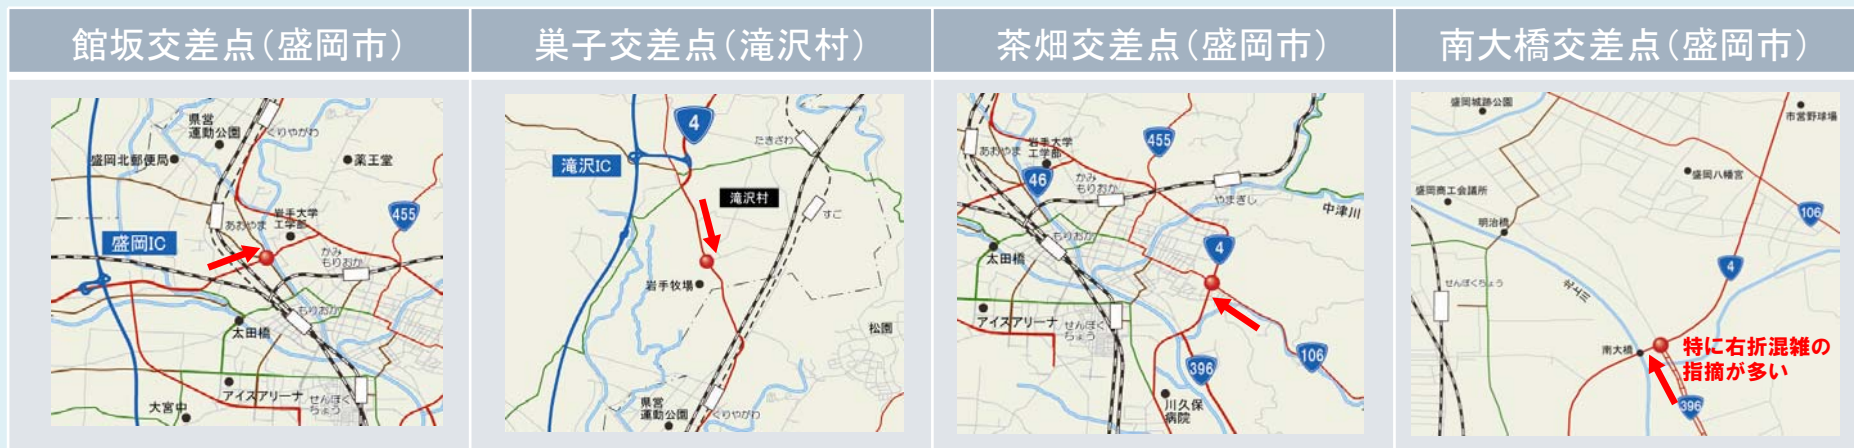 館坂交差点(盛岡市)
巣子交差点(滝沢村)
茶畑交差点(盛岡市)
南大橋交差点(盛岡市)
県営
運動公園
くりやがわ
盛岡北郵便局
薬王堂
455
あおやま
岩手大学
工学部
盛岡IC
かみ
もりおか
もりおか
太田橋
アイスアリーナ
せんぼく
ちょう
大宮中
4
たきざわ
滝沢IC
滝沢村
すご
岩手牧場
松園
県営
運動公園
くりやがわ
455
あおやま
岩手大学
工学部
46
かみ
もりおか
やまぎし
中津川
もりおか
太田橋
4
アイスアリーナ
せんぼく
ちょう
106
396
川久保
病院
盛岡城跡公園
市営野球場
盛岡八幡宮
盛岡商工会議所
106
明治橋
4
せんぼくちょう
北上川
南大橋
特に右折混雑の
指摘が多い
396